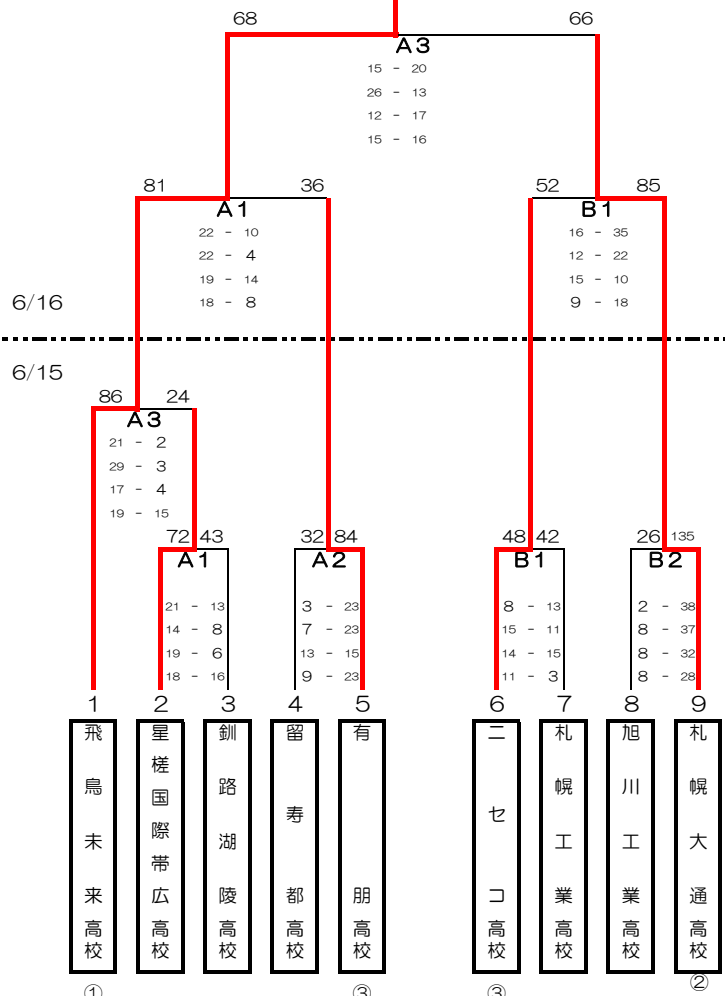 68 66
A3
15 - 20
26 - 13
12 - 17
15 - 16
81 36 52 85
A1 B1
22 - 10 16 - 35
22 - 4 12 - 22
19 - 14 15 - 10
18 - 8 9 - 18
6/16
6/15
86 24
A3
21 - 2
29 - 3
17 - 4
19 - 15
72 43 32 84 48 42 26 135
A1 A2 B1 B2
21 - 13 3 - 23 8 - 13 2 - 38
14 - 8 7 - 23 15 - 11 8 - 37
19 - 6 13 - 15 14 - 15 8 - 32
18 - 16 9 - 23 11 - 3 8 - 28
1 2 3 4 5 6 7 8 9
飛鳥未来高校
星槎国際帯広高校
釧路湖陵高校
留寿都高校
有朋高校
ニセコ高校
札幌工業高校
旭川工業高校
札幌大通高校
① ③ ③ ②